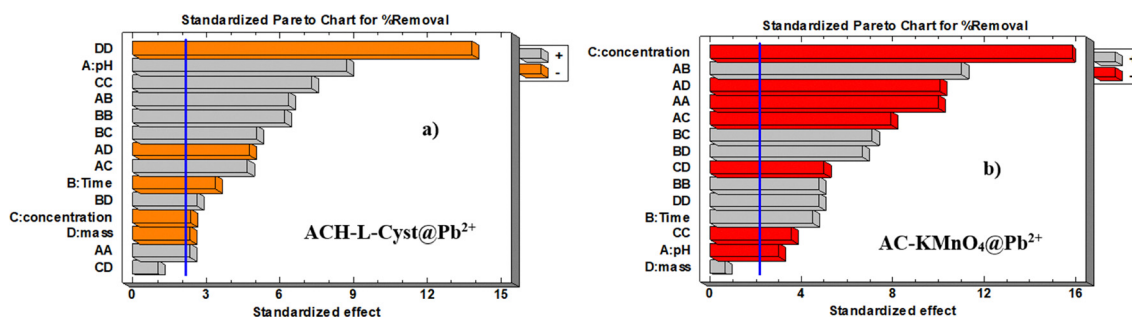 Standardized Pareto Chart for %Removal
DD
A:pH
CC
AB
BB
BC
AD
AC
B:Time
BD
C:concentration
D:mass
AA
CD
+
-
a)
ACH-L-Cyst@Pb²⁺
0 3 6 9 12 15
Standardized effect
Standardized Pareto Chart for %Removal
C:concentration
AB
AD
AA
AC
BC
BD
CD
BB
DD
B:Time
CC
A:pH
D:mass
+
-
b)
AC-KMnO₄@Pb²⁺
0 4 8 12 16
Standardized effect